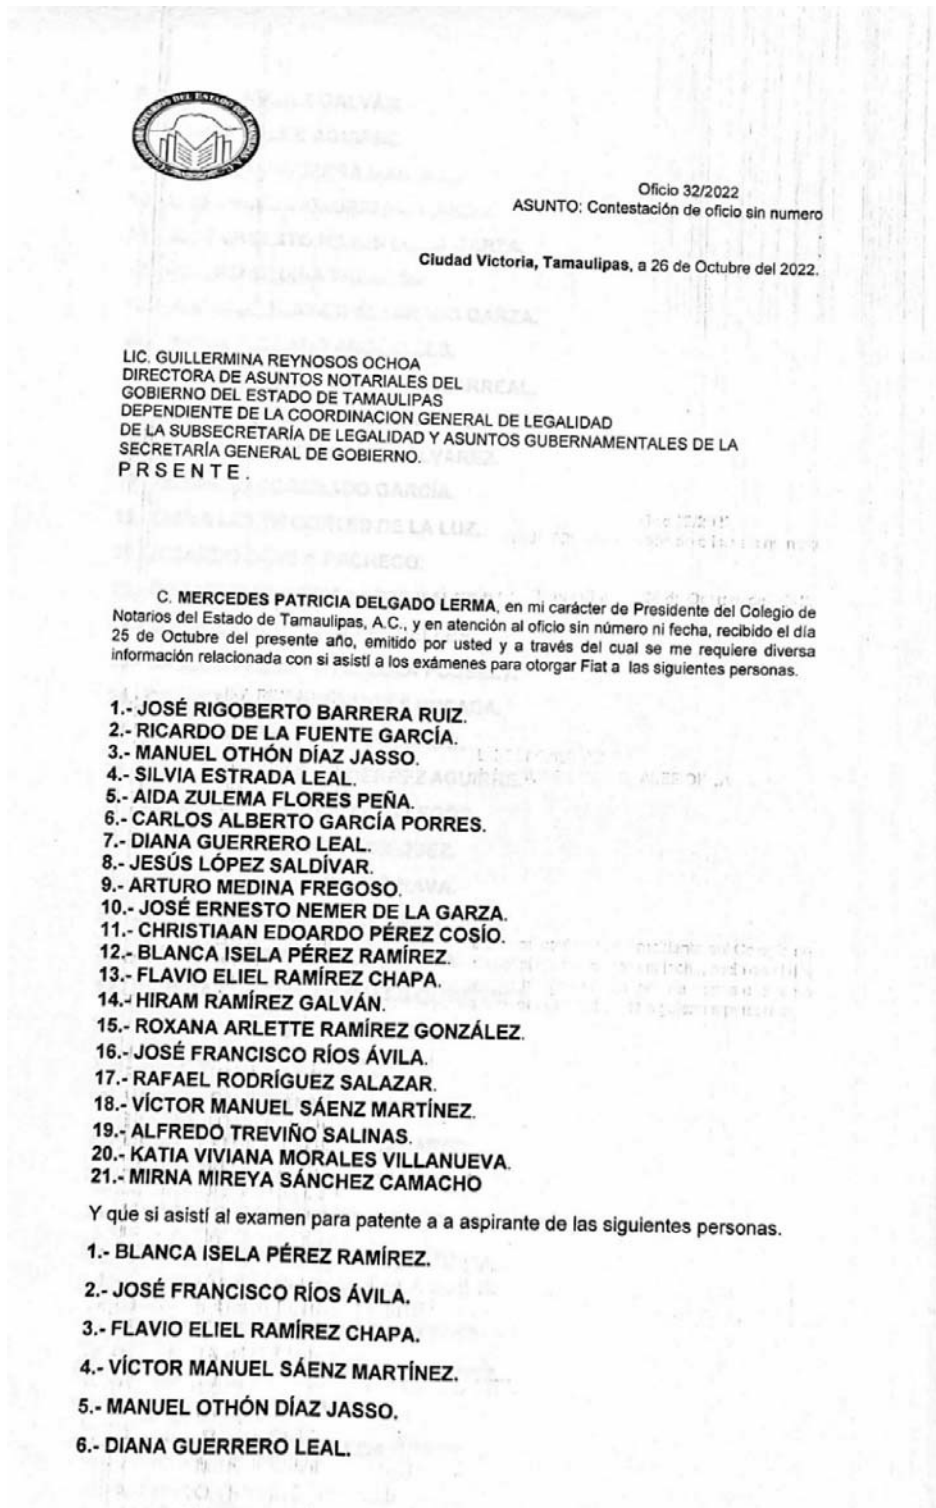 Oficio 32/2022
ASUNTO: Contestación de oficio sin numero
Ciudad Victoria, Tamaulipas, a 26 de Octubre del 2022.
LIC. GUILLERMINA REYNOSOS OCHOA
DIRECTORA DE ASUNTOS NOTARIALES DEL
GOBIERNO DEL ESTADO DE TAMAULIPAS
DEPENDIENTE DE LA COORDINACION GENERAL DE LEGALIDAD
DE LA SUBSECRETARÍA DE LEGALIDAD Y ASUNTOS GUBERNAMENTALES DE LA
SECRETARÍA GENERAL DE GOBIERNO.
P R S E N T E .
C. MERCEDES PATRICIA DELGADO LERMA, en mi carácter de Presidente del Colegio de
Notarios del Estado de Tamaulipas, A.C., y en atención al oficio sin número ni fecha, recibido el día
25 de Octubre del presente año, emitido por usted y a través del cual se me requiere diversa
información relacionada con si asistí a los exámenes para otorgar Fiat a las siguientes personas.
1.- JOSÉ RIGOBERTO BARRERA RUIZ.
2.- RICARDO DE LA FUENTE GARCÍA.
3.- MANUEL OTHÓN DÍAZ JASSO.
4.- SILVIA ESTRADA LEAL.
5.- AIDA ZULEMA FLORES PEÑA.
6.- CARLOS ALBERTO GARCÍA PORRES.
7.- DIANA GUERRERO LEAL.
8.- JESÚS LÓPEZ SALDÍVAR.
9.- ARTURO MEDINA FREGOSO.
10.- JOSÉ ERNESTO NEMER DE LA GARZA.
11.- CHRISTIAAN EDOARDO PÉREZ COSÍO.
12.- BLANCA ISELA PÉREZ RAMÍREZ.
13.- FLAVIO ELIEL RAMÍREZ CHAPA.
14.- HIRAM RAMÍREZ GALVÁN.
15.- ROXANA ARLETTE RAMÍREZ GONZÁLEZ.
16.- JOSÉ FRANCISCO RÍOS ÁVILA.
17.- RAFAEL RODRÍGUEZ SALAZAR.
18.- VÍCTOR MANUEL SÁENZ MARTÍNEZ.
19.- ALFREDO TREVIÑO SALINAS.
20.- KATIA VIVIANA MORALES VILLANUEVA.
21.- MIRNA MIREYA SÁNCHEZ CAMACHO
Y que si asistí al examen para patente a a aspirante de las siguientes personas.
1.- BLANCA ISELA PÉREZ RAMÍREZ.
2.- JOSÉ FRANCISCO RÍOS ÁVILA.
3.- FLAVIO ELIEL RAMÍREZ CHAPA.
4.- VÍCTOR MANUEL SÁENZ MARTÍNEZ.
5.- MANUEL OTHÓN DÍAZ JASSO.
6.- DIANA GUERRERO LEAL.